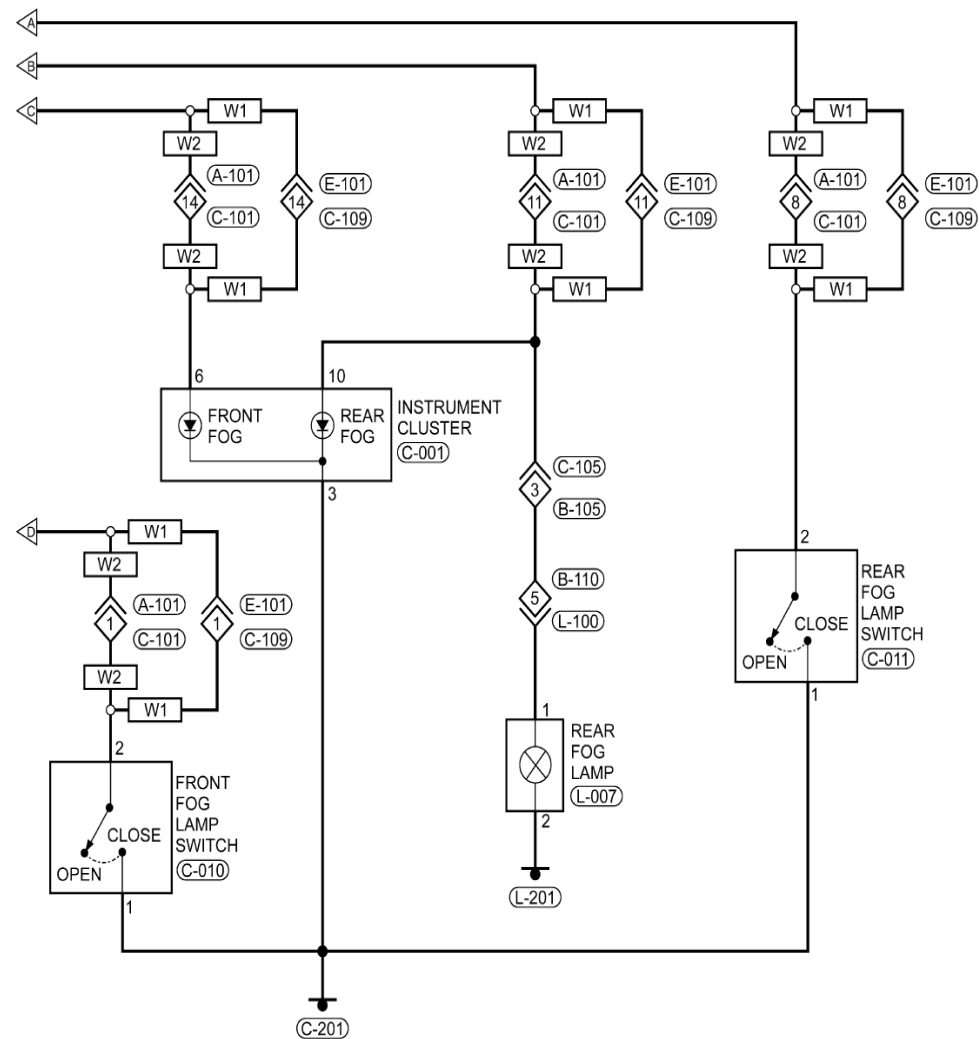 A
B
C
W1
W1
W1
W2
W2
W2
A-101
E-101
A-101
E-101
A-101
E-101
14
14
11
11
8
8
C-101
C-109
C-101
C-109
C-101
C-109
W2
W2
W2
W1
W1
W1
6
10
FRONT
FOG
REAR
FOG
INSTRUMENT
CLUSTER
C-001
3
C-105
3
B-105
D
W1
W2
A-101
E-101
1
1
C-101
C-109
W2
W1
B-110
5
L-100
2
OPEN
CLOSE
REAR
FOG
LAMP
SWITCH
C-011
1
1
REAR
FOG
LAMP
L-007
2
L-201
2
OPEN
CLOSE
FRONT
FOG
LAMP
SWITCH
C-010
1
C-201